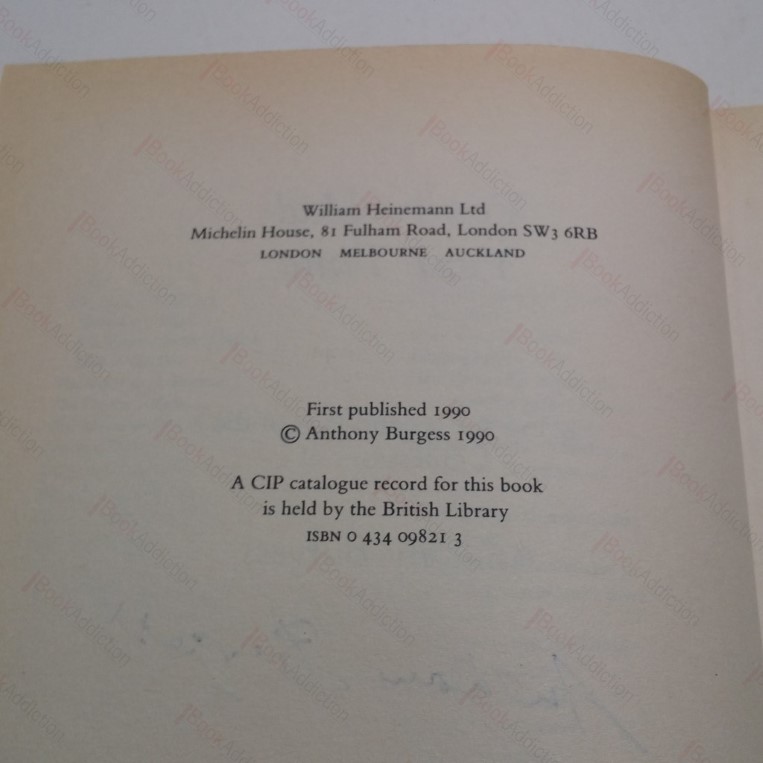 William Heinemann Ltd
Michelin House, 81 Fulham Road, London SW3 6RB
LONDON MELBOURNE AUCKLAND
First published 1990
© Anthony Burgess 1990
A CIP catalogue record for this book
is held by the British Library
ISBN 0 434 09821 3
BookAddiction